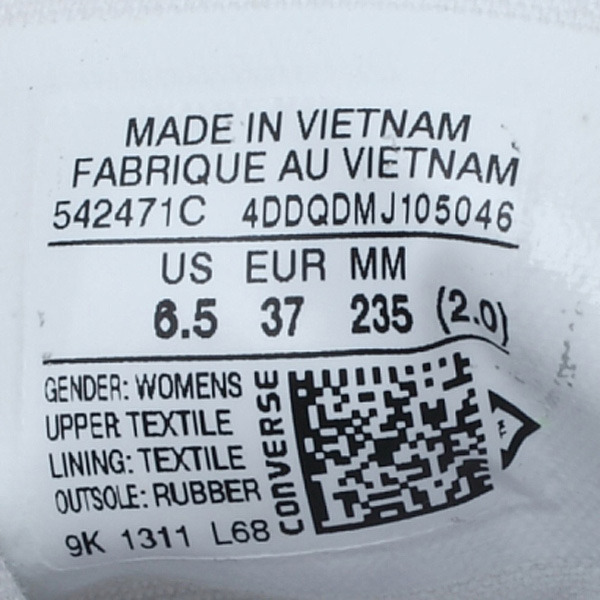 MADE IN VIETNAM
FABRIQUE AU VIETNAM
542471C 4DDQDMJ105046
US EUR MM
6.5 37 235 (2.0)
GENDER: WOMENS
UPPER TEXTILE
LINING: TEXTILE
OUTSOLE: RUBBER
9K 1311 L68
CONVERSE